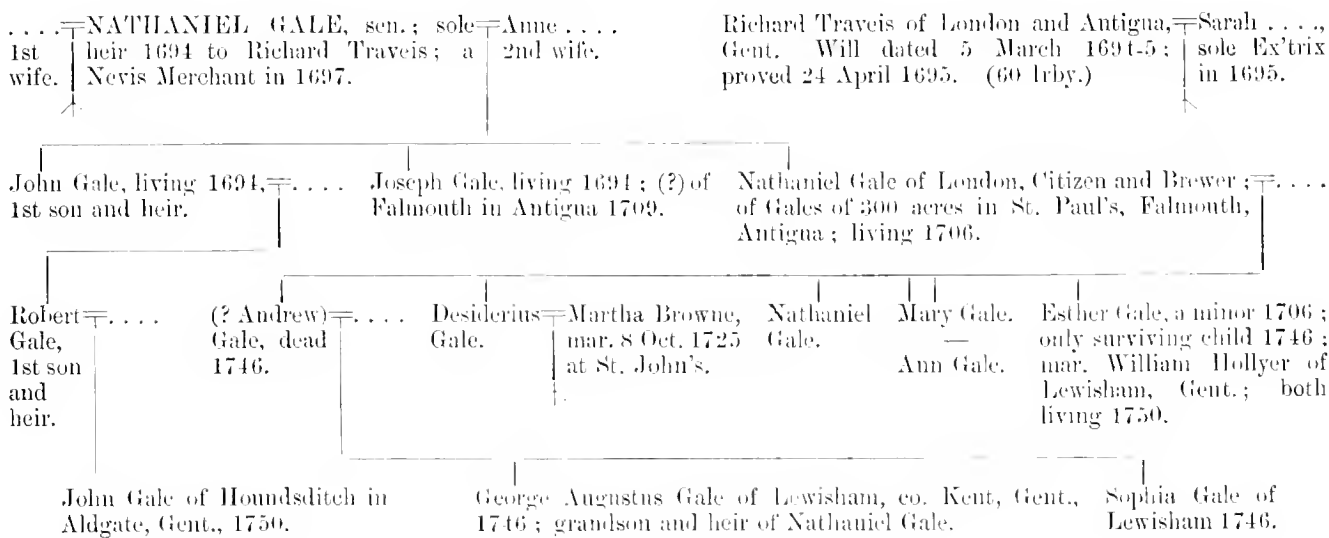 . . . . NATHANIEL GALE, sen.; sole Anne . . . .
1st heir 1694 to Richard Traveis; a 2nd wife.
wife. Nevis Merchant in 1697.
Richard Traveis of London and Antigua, Sarah . . . .,
Gent. Will dated 5 March 1694-5; sole Ex'trix
proved 24 April 1695. (60 Irby.) in 1695.
John Gale, living 1694, . . . .
1st son and heir.
Joseph Gale, living 1694; (?) of
Falmouth in Antigua 1709.
Nathaniel Gale of London, Citizen and Brewer; . . . .
of Gales of 300 acres in St. Paul's, Falmouth,
Antigua; living 1706.
Robert . . . .
Gale,
1st son
and
heir.
(? Andrew) . . . .
Gale, dead
1746.
Desiderius Martha Browne,
Gale. mar. 8 Oct. 1725
at St. John's.
Nathaniel
Gale.
Mary Gale.
—
Ann Gale.
Esther Gale, a minor 1706;
only surviving child 1746;
mar. William Hollyer of
Lewisham, Gent.; both
living 1750.
John Gale of Houndsditch in
Aldgate, Gent., 1750.
George Augustus Gale of Lewisham, co. Kent, Gent.,
1746; grandson and heir of Nathaniel Gale.
Sophia Gale of
Lewisham 1746.